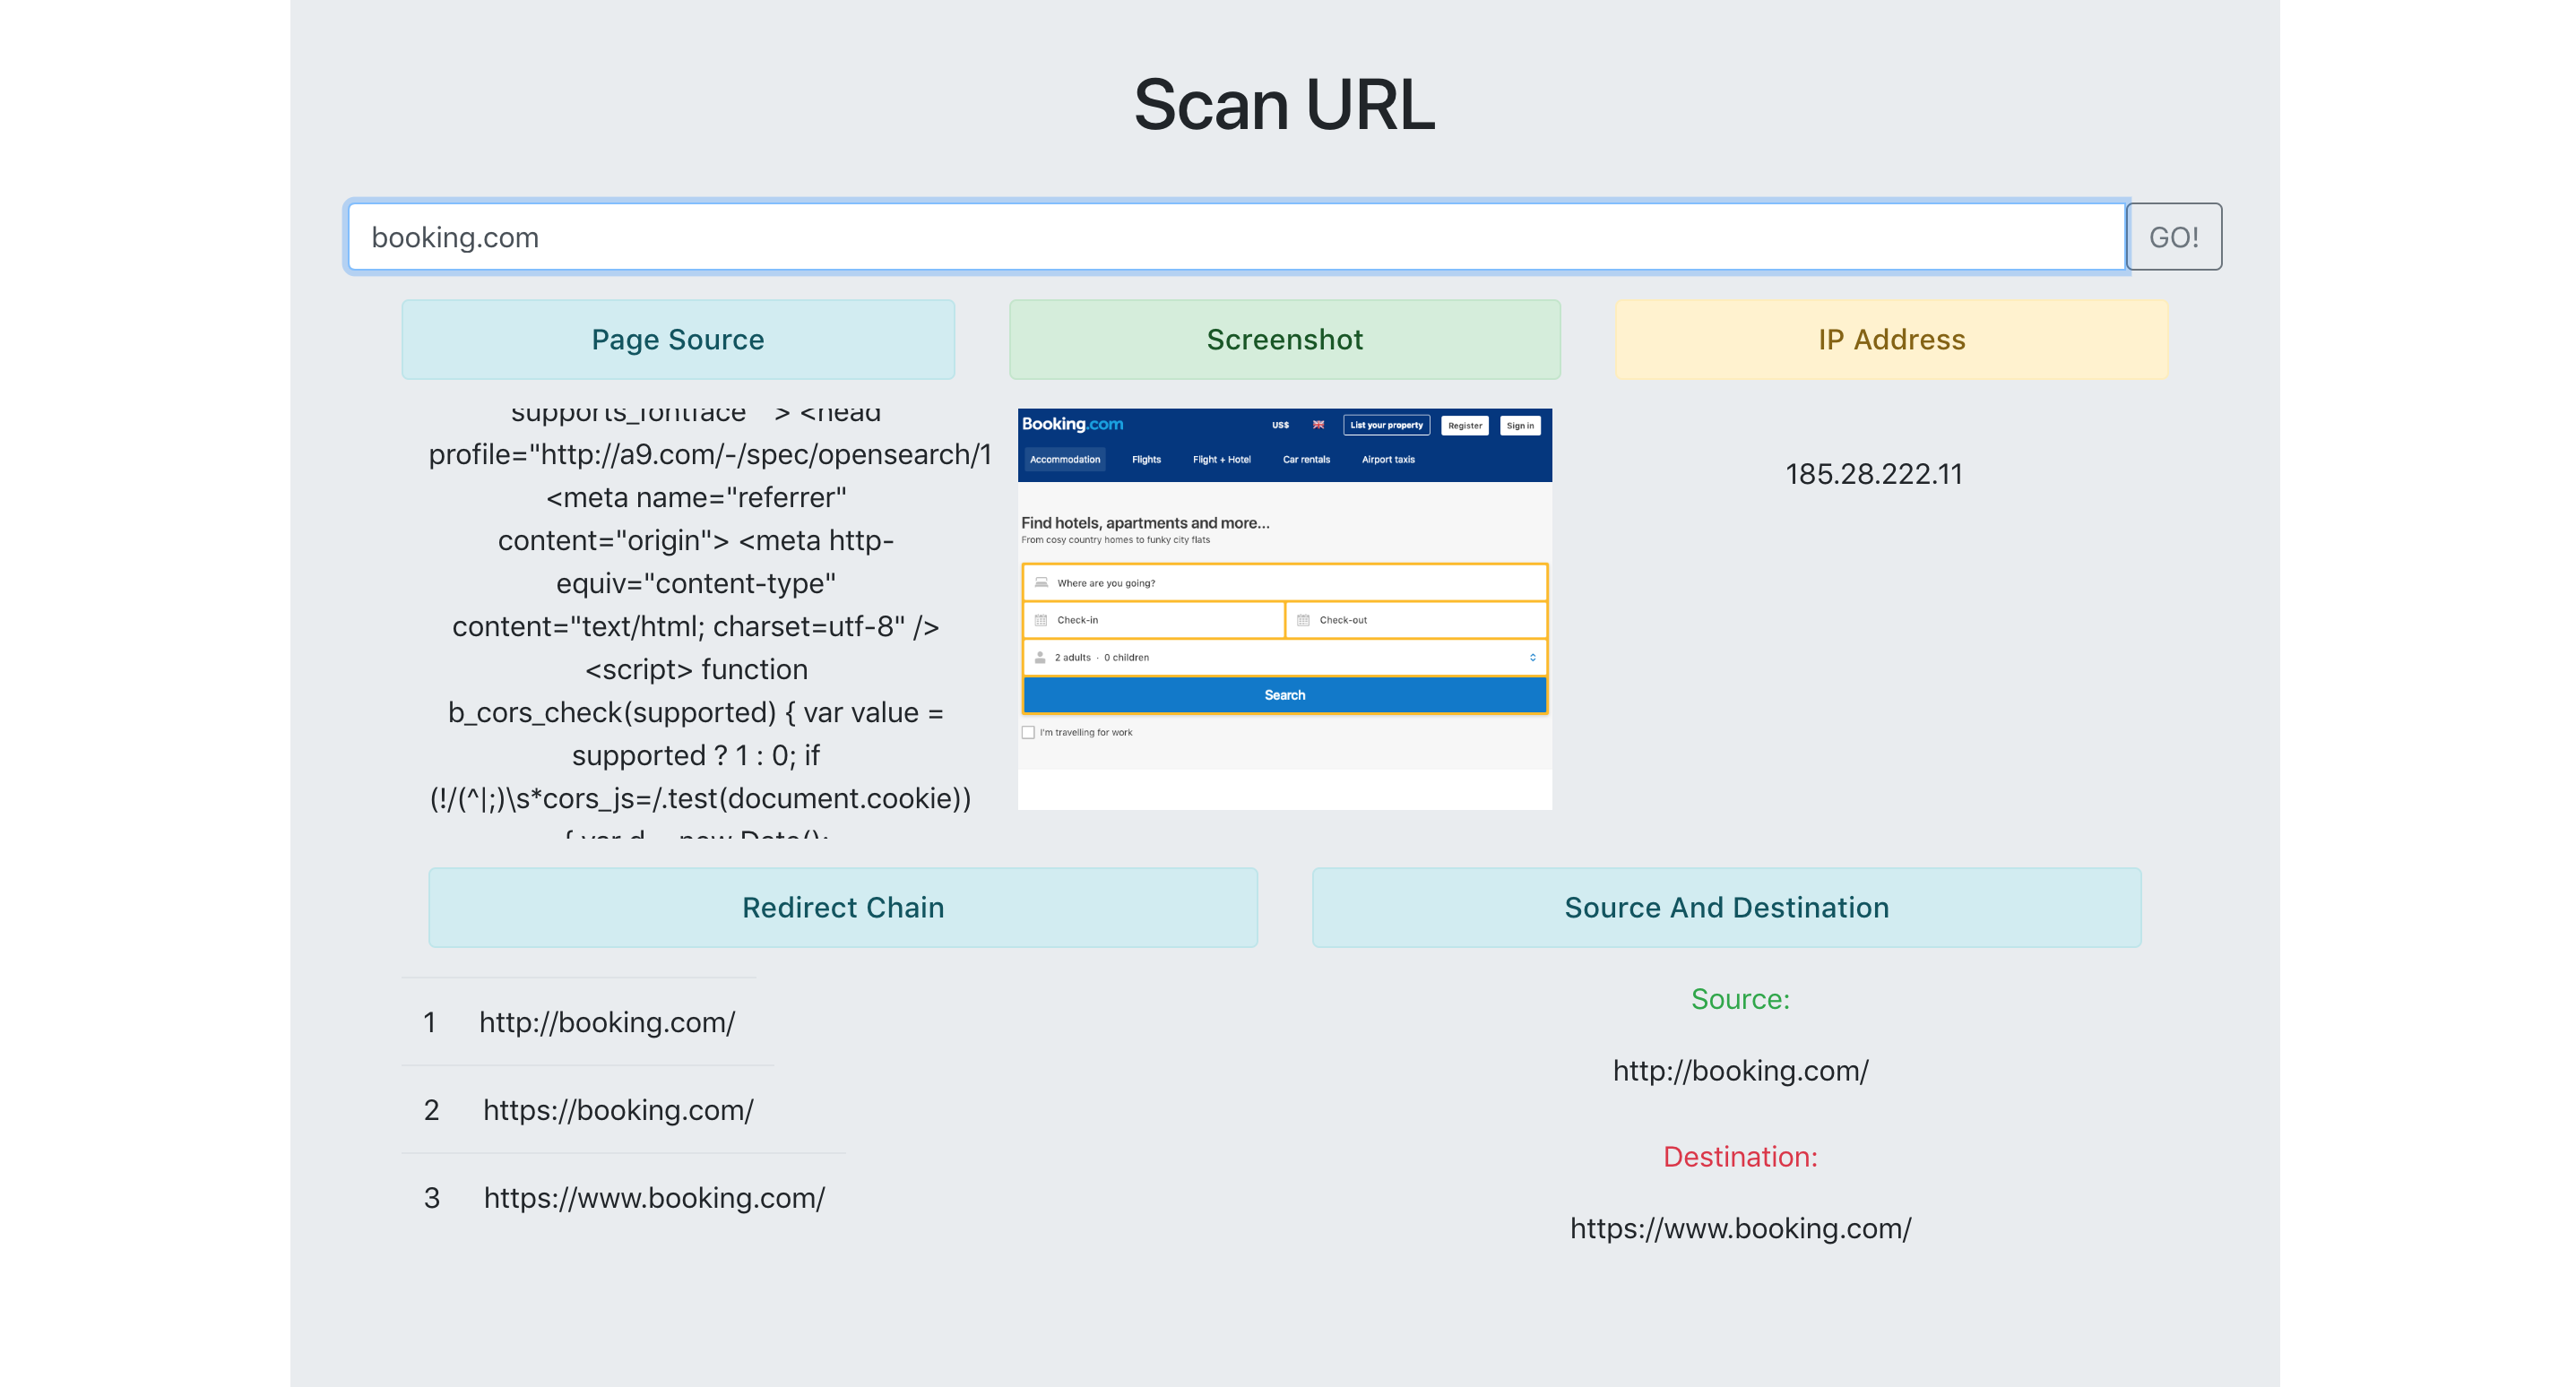 Scan URL
booking.com
GO!
Page Source
Screenshot
IP Address
supports_fontface " > <head
profile="http://a9.com/-/spec/opensearch/1
<meta name="referrer"
content="origin"> <meta http-
equiv="content-type"
content="text/html; charset=utf-8" />
<script> function
b_cors_check(supported) { var value =
supported ? 1 : 0; if
(!/(^|;)\s*cors_js=/.test(document.cookie))
{ var d = new Date();
Booking.com
US$
List your property
Register
Sign in
Accommodation
Flights
Flight + Hotel
Car rentals
Airport taxis
Find hotels, apartments and more...
From cosy country homes to funky city flats
Where are you going?
Check-in
Check-out
2 adults · 0 children
Search
I'm travelling for work
185.28.222.11
Redirect Chain
1 http://booking.com/
2 https://booking.com/
3 https://www.booking.com/
Source And Destination
Source:
http://booking.com/
Destination:
https://www.booking.com/